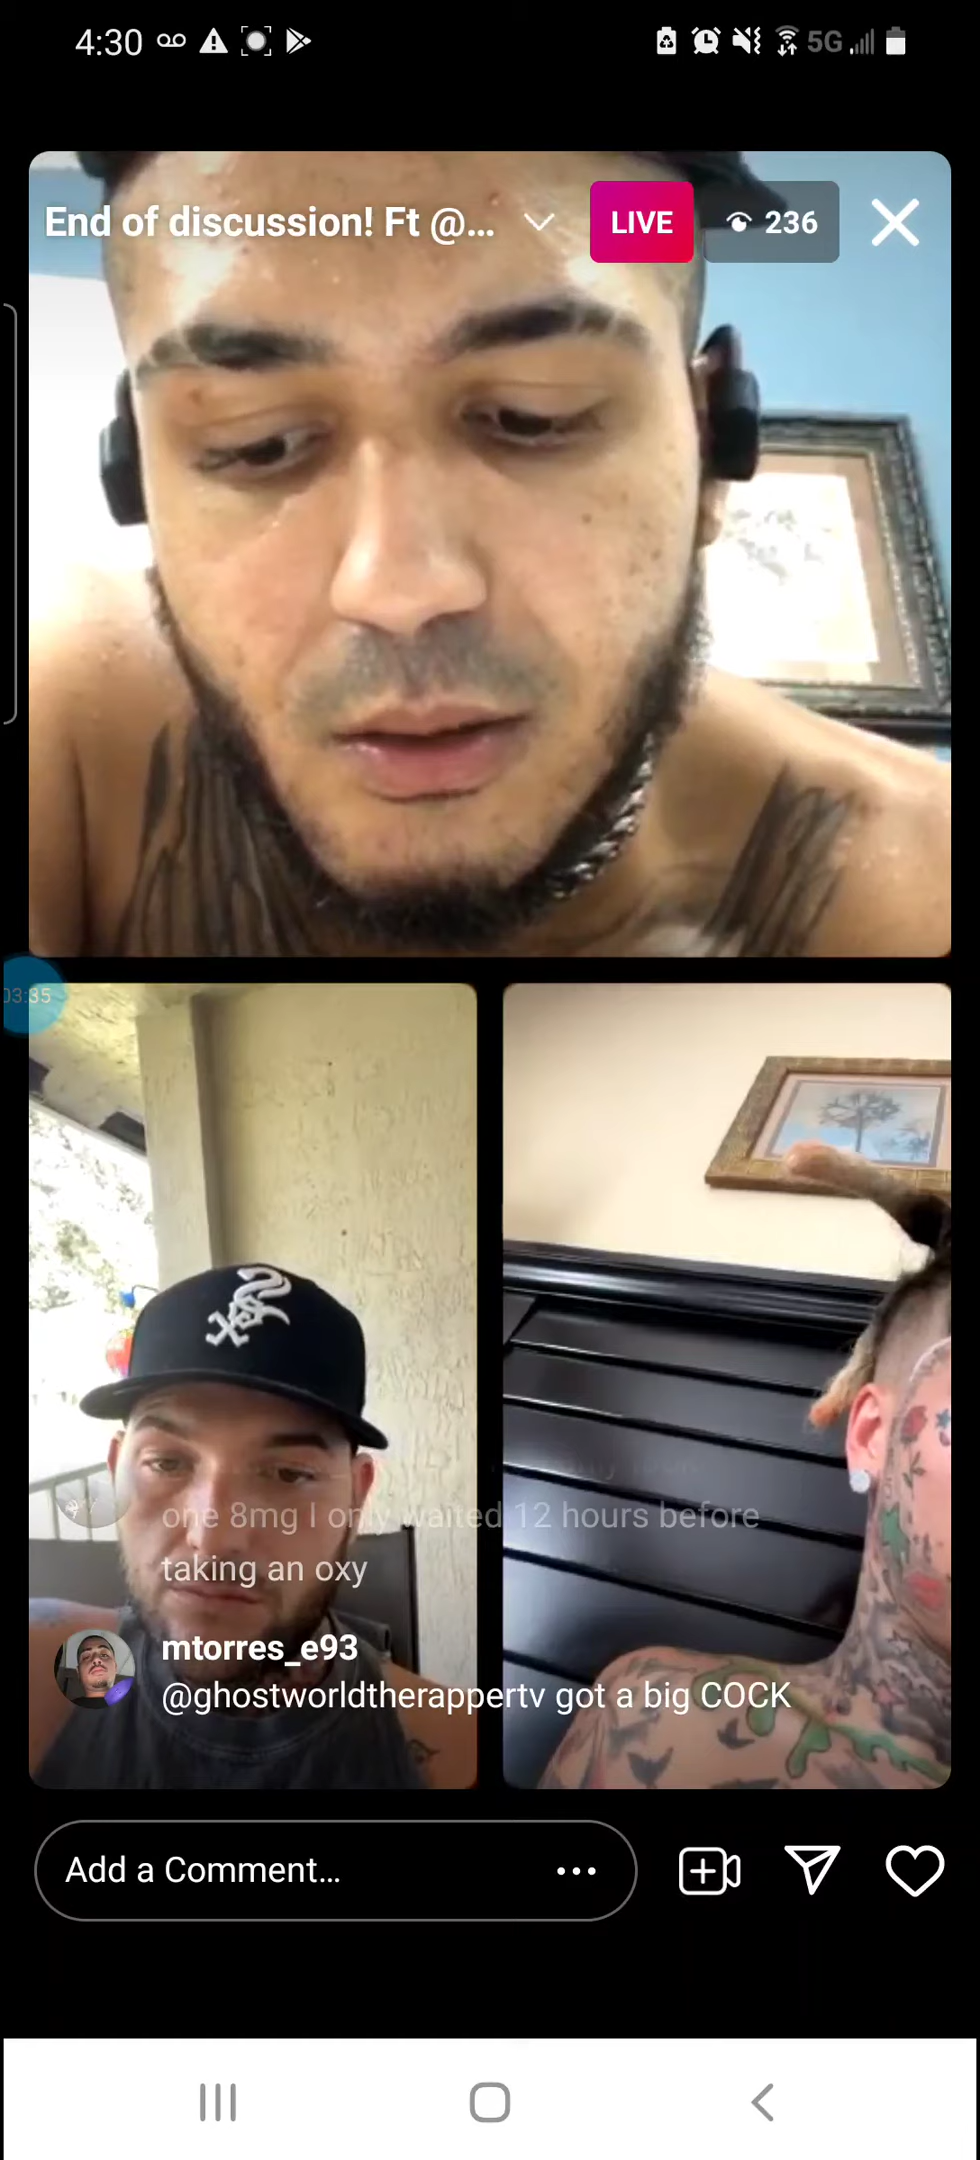 4:30
5G
End of discussion! Ft @...
LIVE
236
03:35
one 8mg I only waited 12 hours before
taking an oxy
mtorres_e93
@ghostworldtherappertv got a big COCK
Add a Comment...